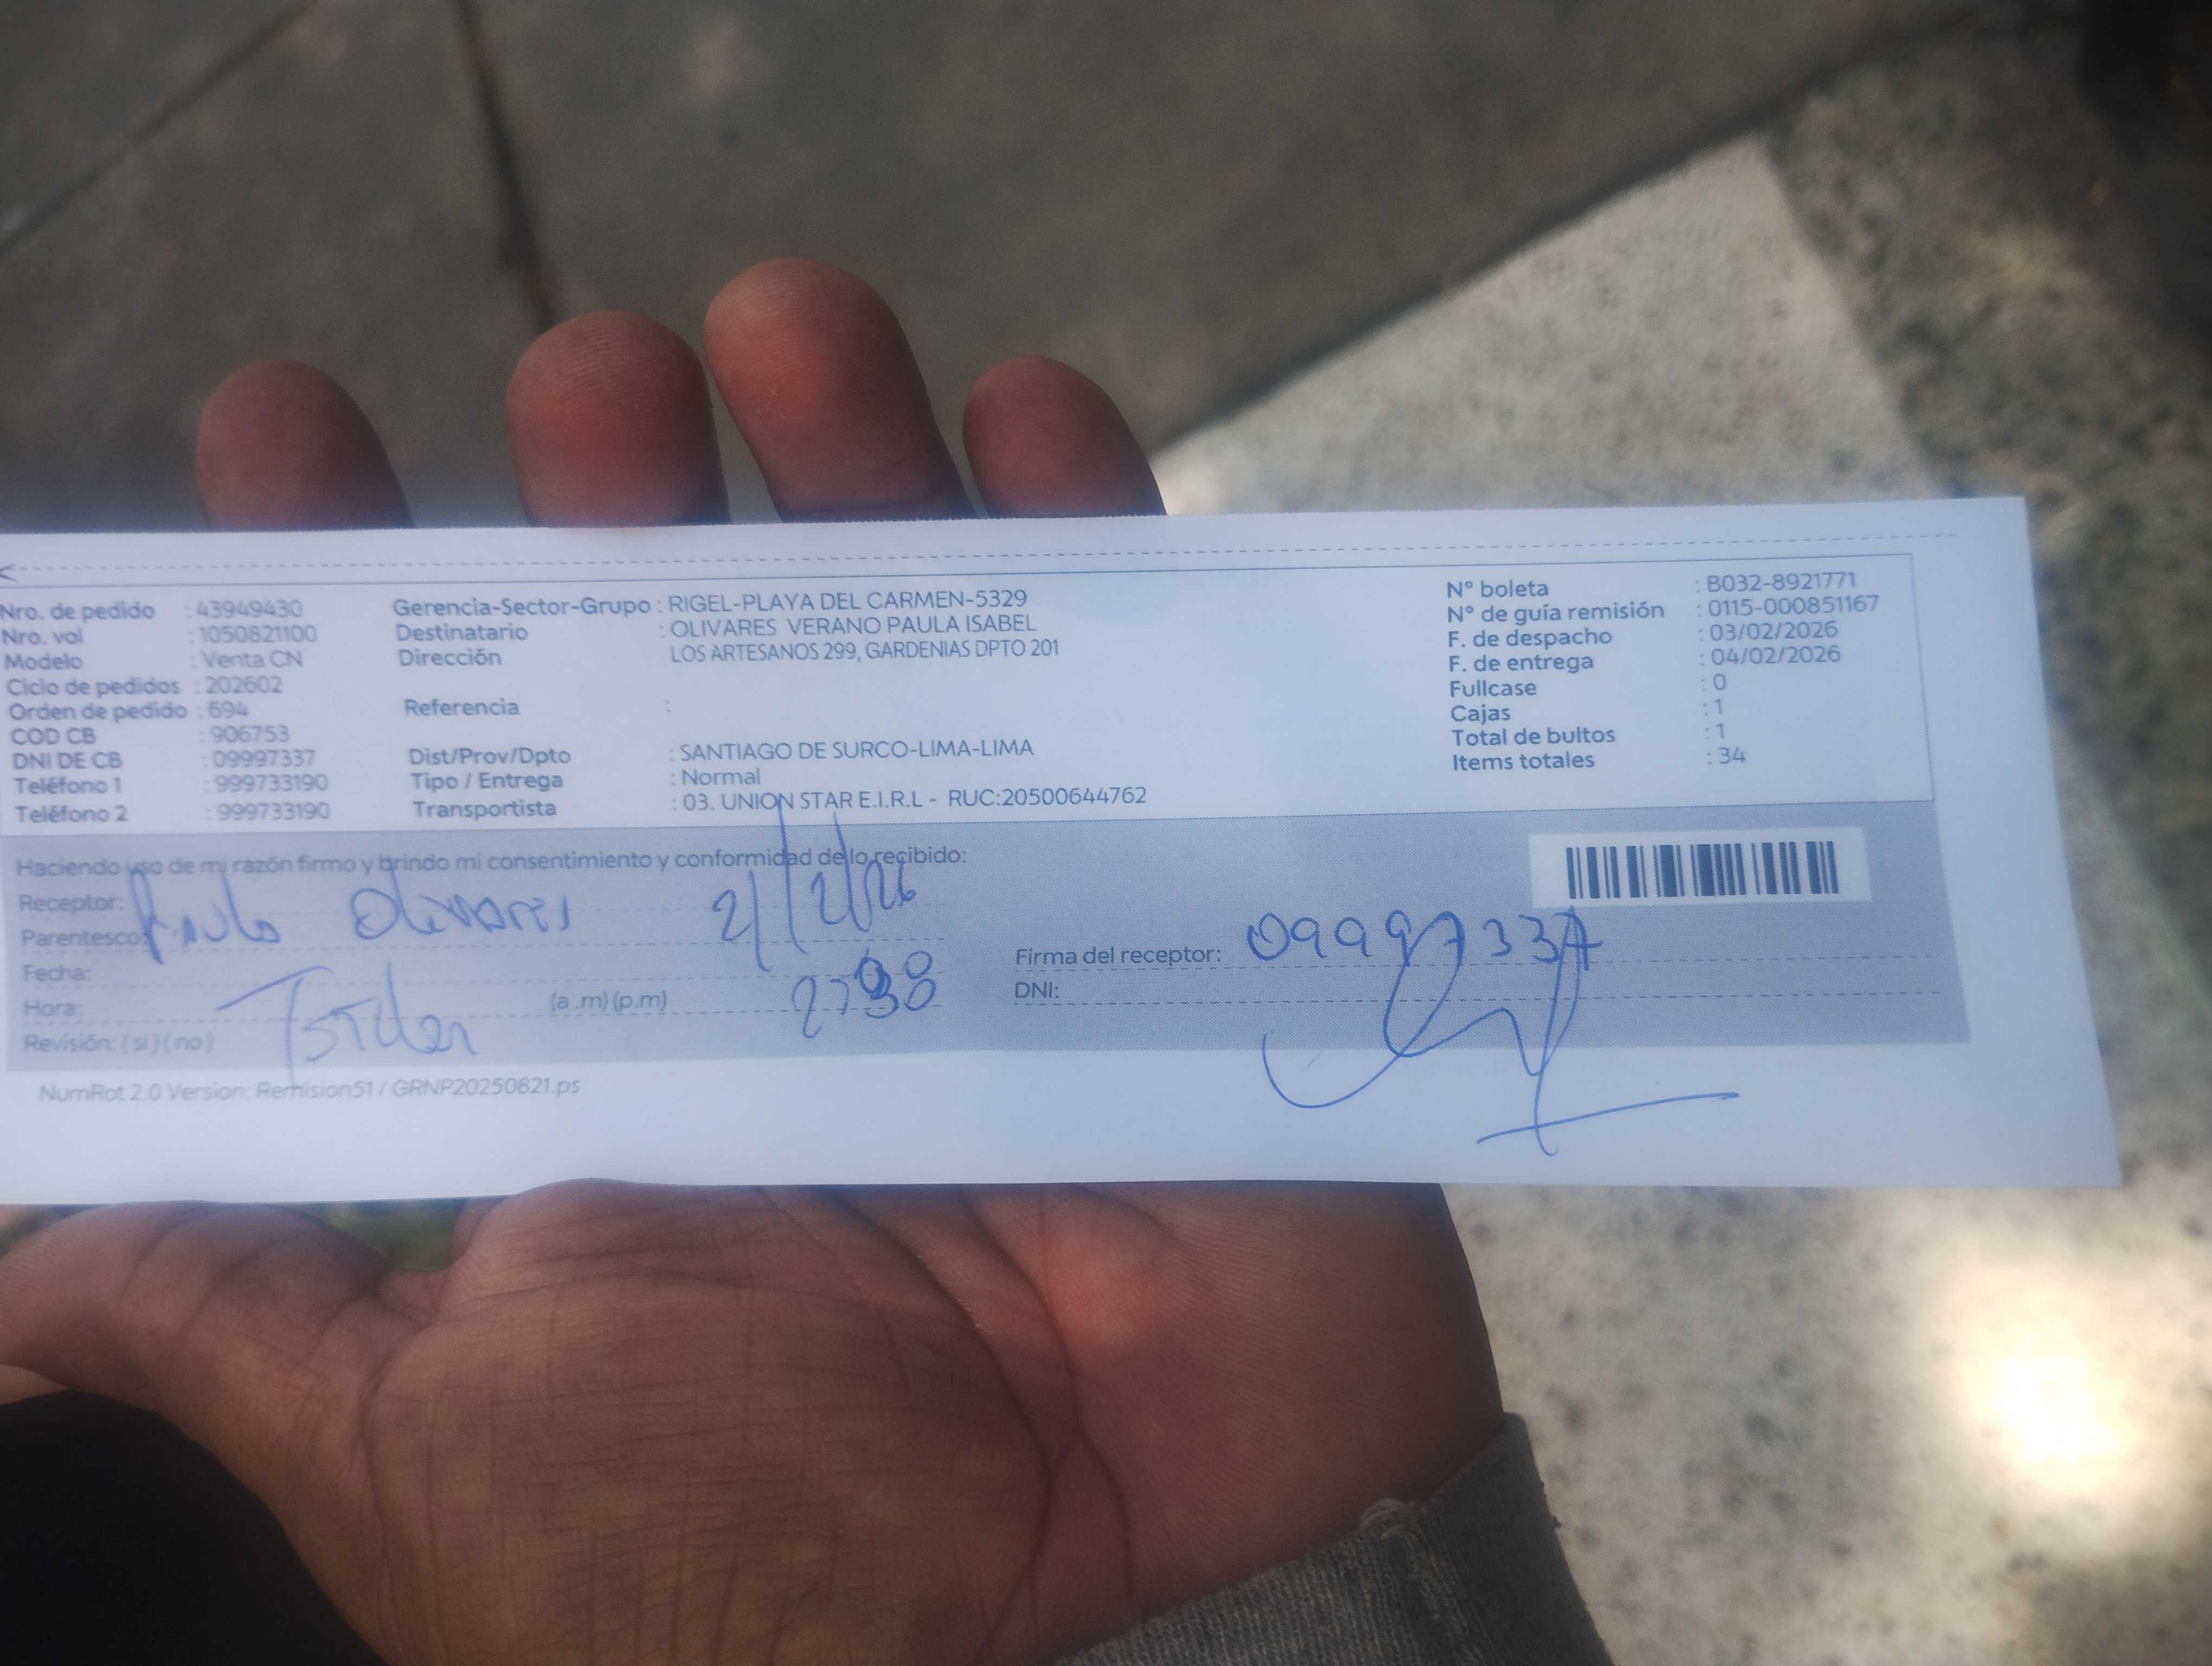 Nro. de pedido : 43949430
Nro. vol : 1050821100
Modelo : Venta CN
Ciclo de pedidos : 202602
Orden de pedido : 694
COD CB : 906753
DNI DE CB : 09997337
Teléfono 1 : 999733190
Teléfono 2 : 999733190
Gerencia-Sector-Grupo : RIGEL-PLAYA DEL CARMEN-5329
Destinatario : OLIVARES VERANO PAULA ISABEL
Dirección LOS ARTESANOS 299, GARDENIAS DPTO 201
Referencia :
Dist/Prov/Dpto : SANTIAGO DE SURCO-LIMA-LIMA
Tipo / Entrega : Normal
Transportista : 03. UNION STAR E.I.R.L - RUC:20500644762
N° boleta : B032-8921771
N° de guía remisión : 0115-000851167
F. de despacho : 03/02/2026
F. de entrega : 04/02/2026
Fullcase : 0
Cajas : 1
Total de bultos : 1
Items totales : 34
Haciendo uso de mi razón firmo y brindo mi consentimiento y conformidad de lo recibido:
Receptor:
Olivares
Parentesco:
Fecha:
Hora: (a .m) (p.m)
Revisión: ( si ) ( no )
Firma del receptor: 09997337
DNI:
NumRot 2.0 Version: Remision51 / GRNP20250821.ps